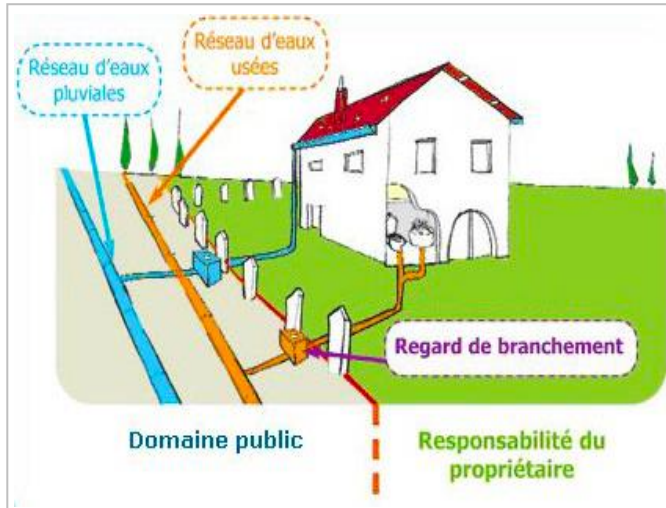 Réseau d'eaux
usées
Réseau d'eaux
pluviales
Regard de branchement
Domaine public
Responsabilité du
propriétaire